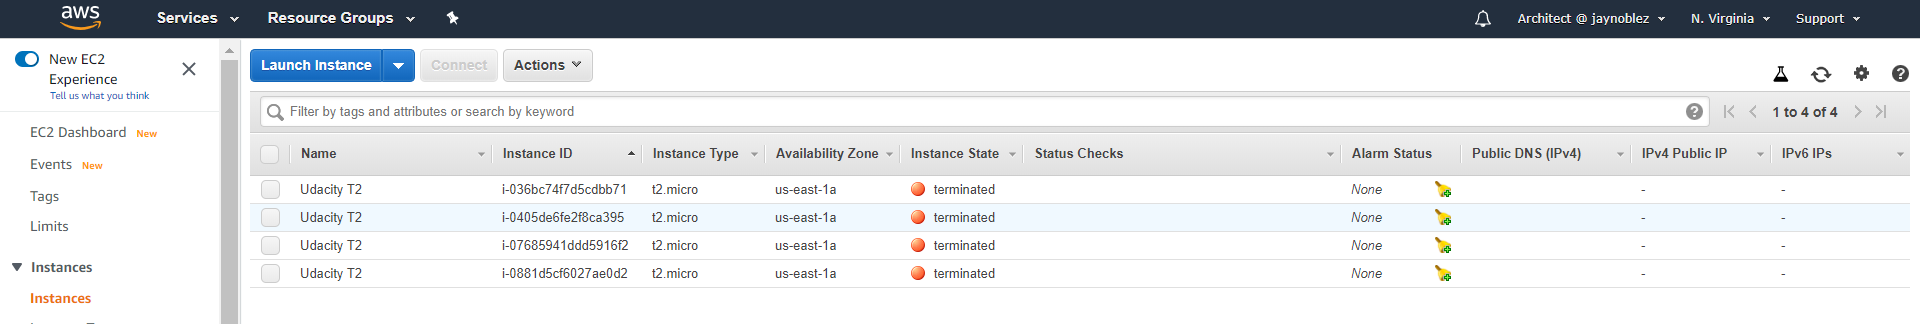 aws Services Resource Groups Architect @ jaynoblez N. Virginia Support
New EC2
Experience
Tell us what you think
EC2 Dashboard New
Events New
Tags
Limits
Instances
Instances
Launch Instance Connect Actions
Filter by tags and attributes or search by keyword 1 to 4 of 4
Name Instance ID Instance Type Availability Zone Instance State Status Checks Alarm Status Public DNS (IPv4) IPv4 Public IP IPv6 IPs
Udacity T2 i-036bc74f7d5cdbb71 t2.micro us-east-1a terminated None - -
Udacity T2 i-0405de6fe2f8ca395 t2.micro us-east-1a terminated None - -
Udacity T2 i-07685941ddd5916f2 t2.micro us-east-1a terminated None - -
Udacity T2 i-0881d5cf6027ae0d2 t2.micro us-east-1a terminated None - -